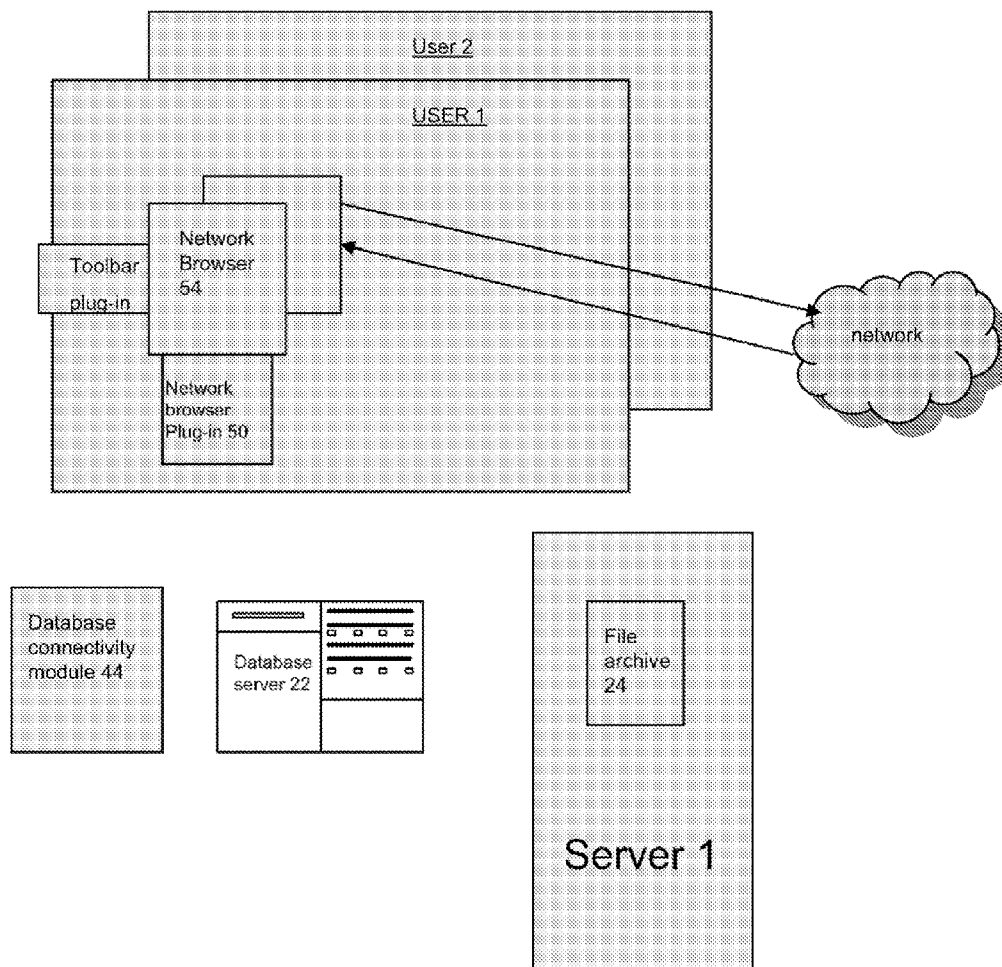 User 2
USER 1
Network
Browser
54
Toolbar
plug-in
Network
browser
Plug-in 50
network
Database
connectivity
module 44
Database
server 22
File
archive
24
Server 1